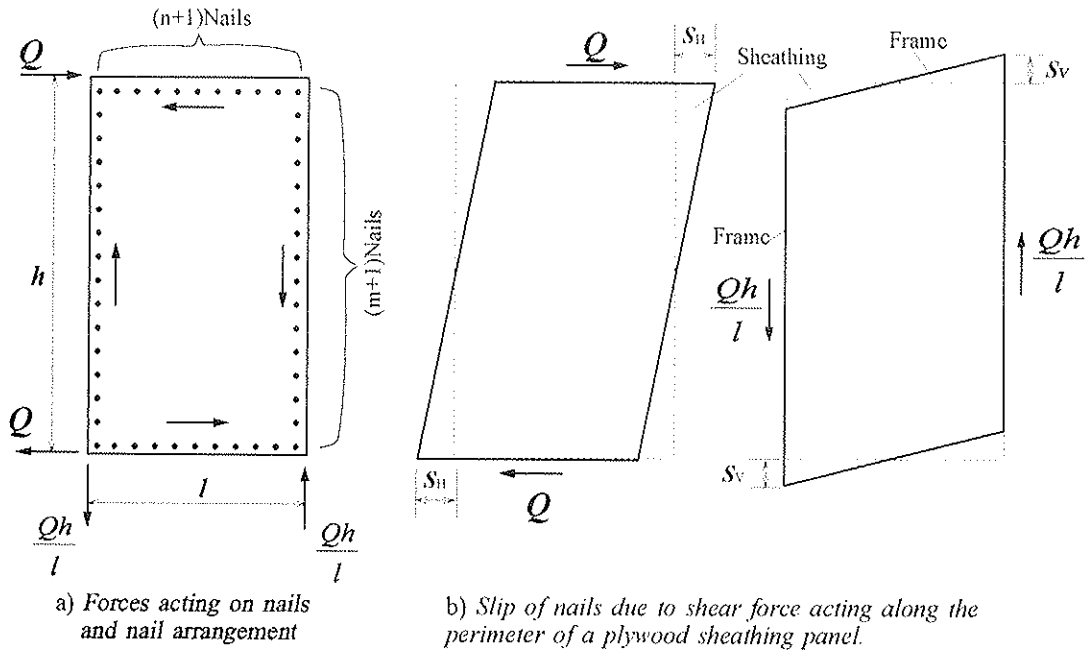 (n+1)Nails
Q
h
(m+1)Nails
Q
l
Qh
l
Qh
l
a) Forces acting on nails
and nail arrangement
Q
SH
Sheathing
Frame
SV
Frame
Qh
l
Qh
l
SH
Q
SV
b) Slip of nails due to shear force acting along the
perimeter of a plywood sheathing panel.